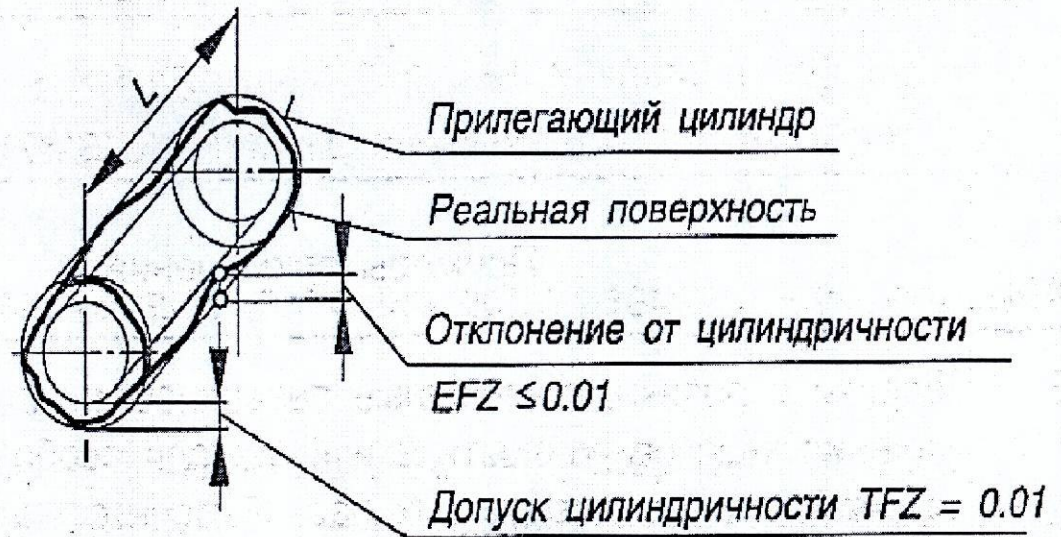 L
Прилегающий цилиндр
Реальная поверхность
Отклонение от цилиндричности
EFZ ≤0.01
Допуск цилиндричности TFZ = 0.01